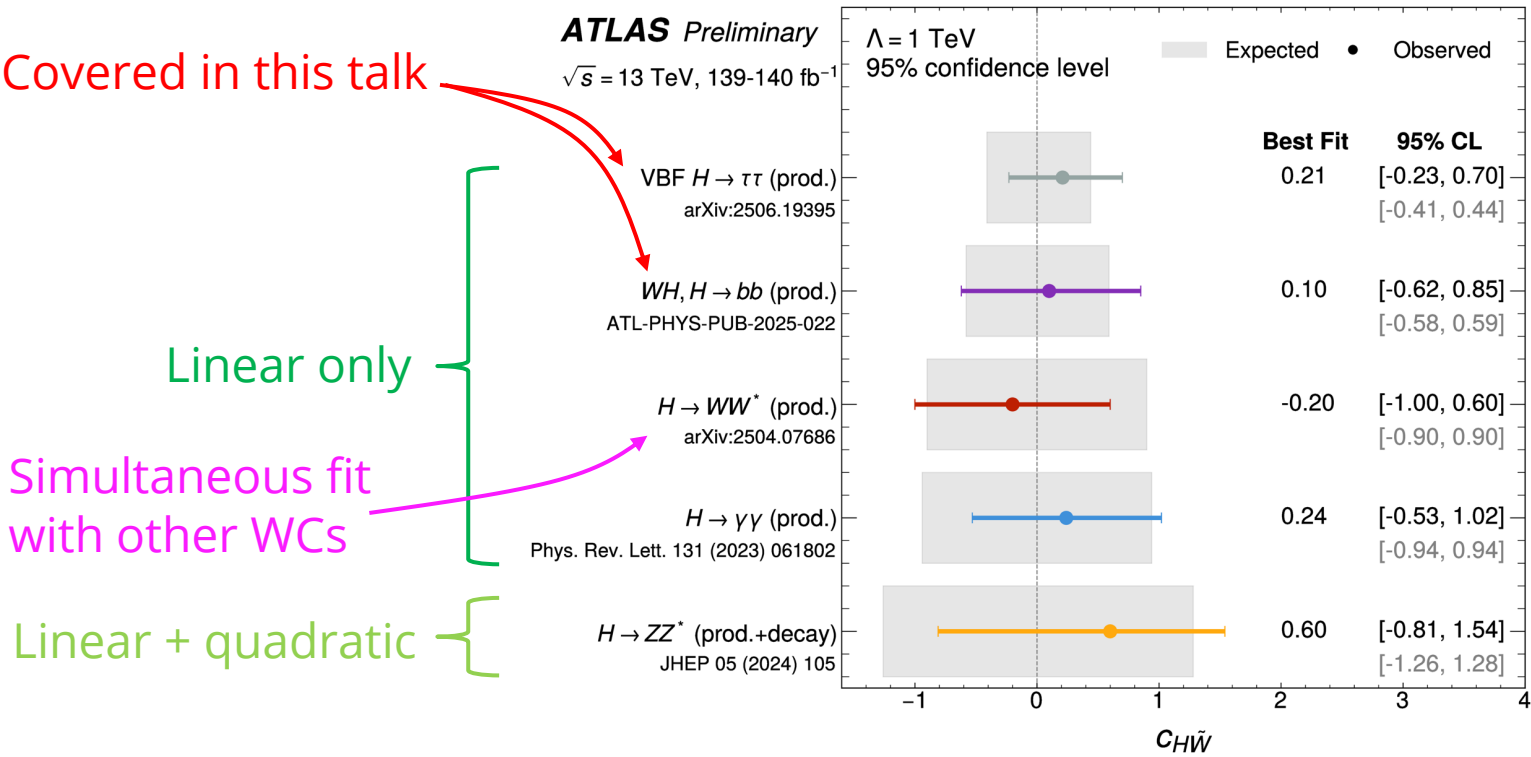 ATLAS Preliminary
√s = 13 TeV, 139-140 fb⁻¹
Λ = 1 TeV
95% confidence level
Expected
Observed
Covered in this talk
Linear only
Simultaneous fit
with other WCs
Linear + quadratic
Best Fit 95% CL
VBF H → ττ (prod.) 0.21 [-0.23, 0.70]
arXiv:2506.19395 [-0.41, 0.44]
WH, H → bb (prod.) 0.10 [-0.62, 0.85]
ATL-PHYS-PUB-2025-022 [-0.58, 0.59]
H → WW* (prod.) -0.20 [-1.00, 0.60]
arXiv:2504.07686 [-0.90, 0.90]
H → γγ (prod.) 0.24 [-0.53, 1.02]
Phys. Rev. Lett. 131 (2023) 061802 [-0.94, 0.94]
H → ZZ* (prod.+decay) 0.60 [-0.81, 1.54]
JHEP 05 (2024) 105 [-1.26, 1.28]
−1 0 1 2 3 4
c_{HW̃}